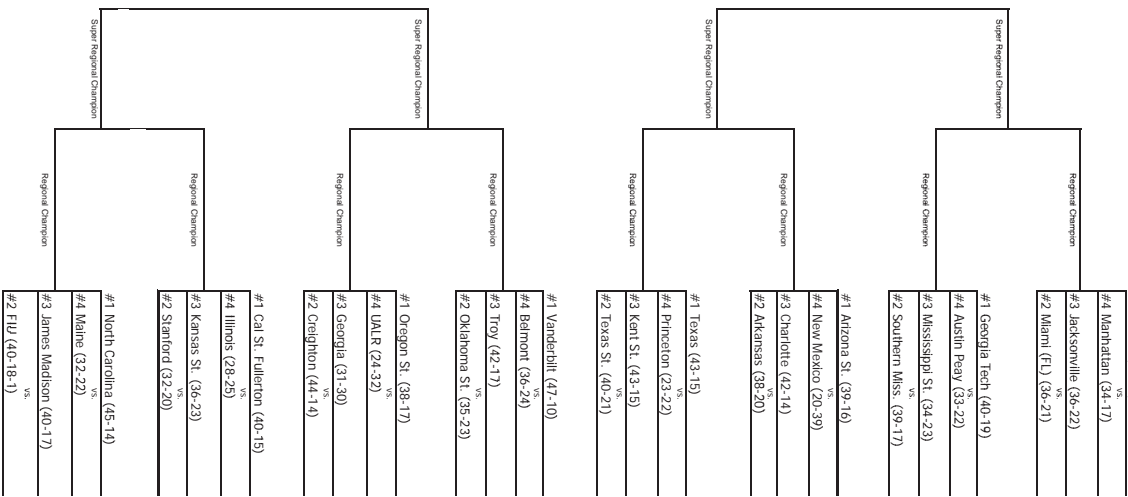 Super Regional Champion
Super Regional Champion
Super Regional Champion
Super Regional Champion
Regional Champion
Regional Champion
Regional Champion
Regional Champion
Regional Champion
Regional Champion
vs.
#4 Manhattan (34-17)
#3 Jacksonville (36-22)
vs.
#2 Miami (FL) (36-21)
#1 Georgia Tech (40-19)
vs.
#4 Austin Peay (33-22)
#3 Mississippi St. (34-23)
vs.
#2 Southern Miss. (39-17)
#1 Arizona St. (39-16)
vs.
#4 New Mexico (20-39)
#3 Charlotte (42-14)
vs.
#2 Arkansas (38-20)
#1 Texas (43-15)
vs.
#4 Princeton (23-22)
#3 Kent St. (43-15)
vs.
#2 Texas St. (40-21)
#1 Vanderbilt (47-10)
vs.
#4 Belmont (36-24)
#3 Troy (42-17)
vs.
#2 Oklahoma St. (35-23)
#1 Oregon St. (38-17)
vs.
#4 UALR (24-32)
#3 Georgia (31-30)
vs.
#2 Creighton (44-14)
#1 Cal St. Fullerton (40-15)
vs.
#4 Illinois (28-25)
#3 Kansas St. (36-23)
vs.
#2 Stanford (32-20)
#1 North Carolina (45-14)
vs.
#4 Maine (32-22)
#3 James Madison (40-17)
vs.
#2 FIU (40-18-1)